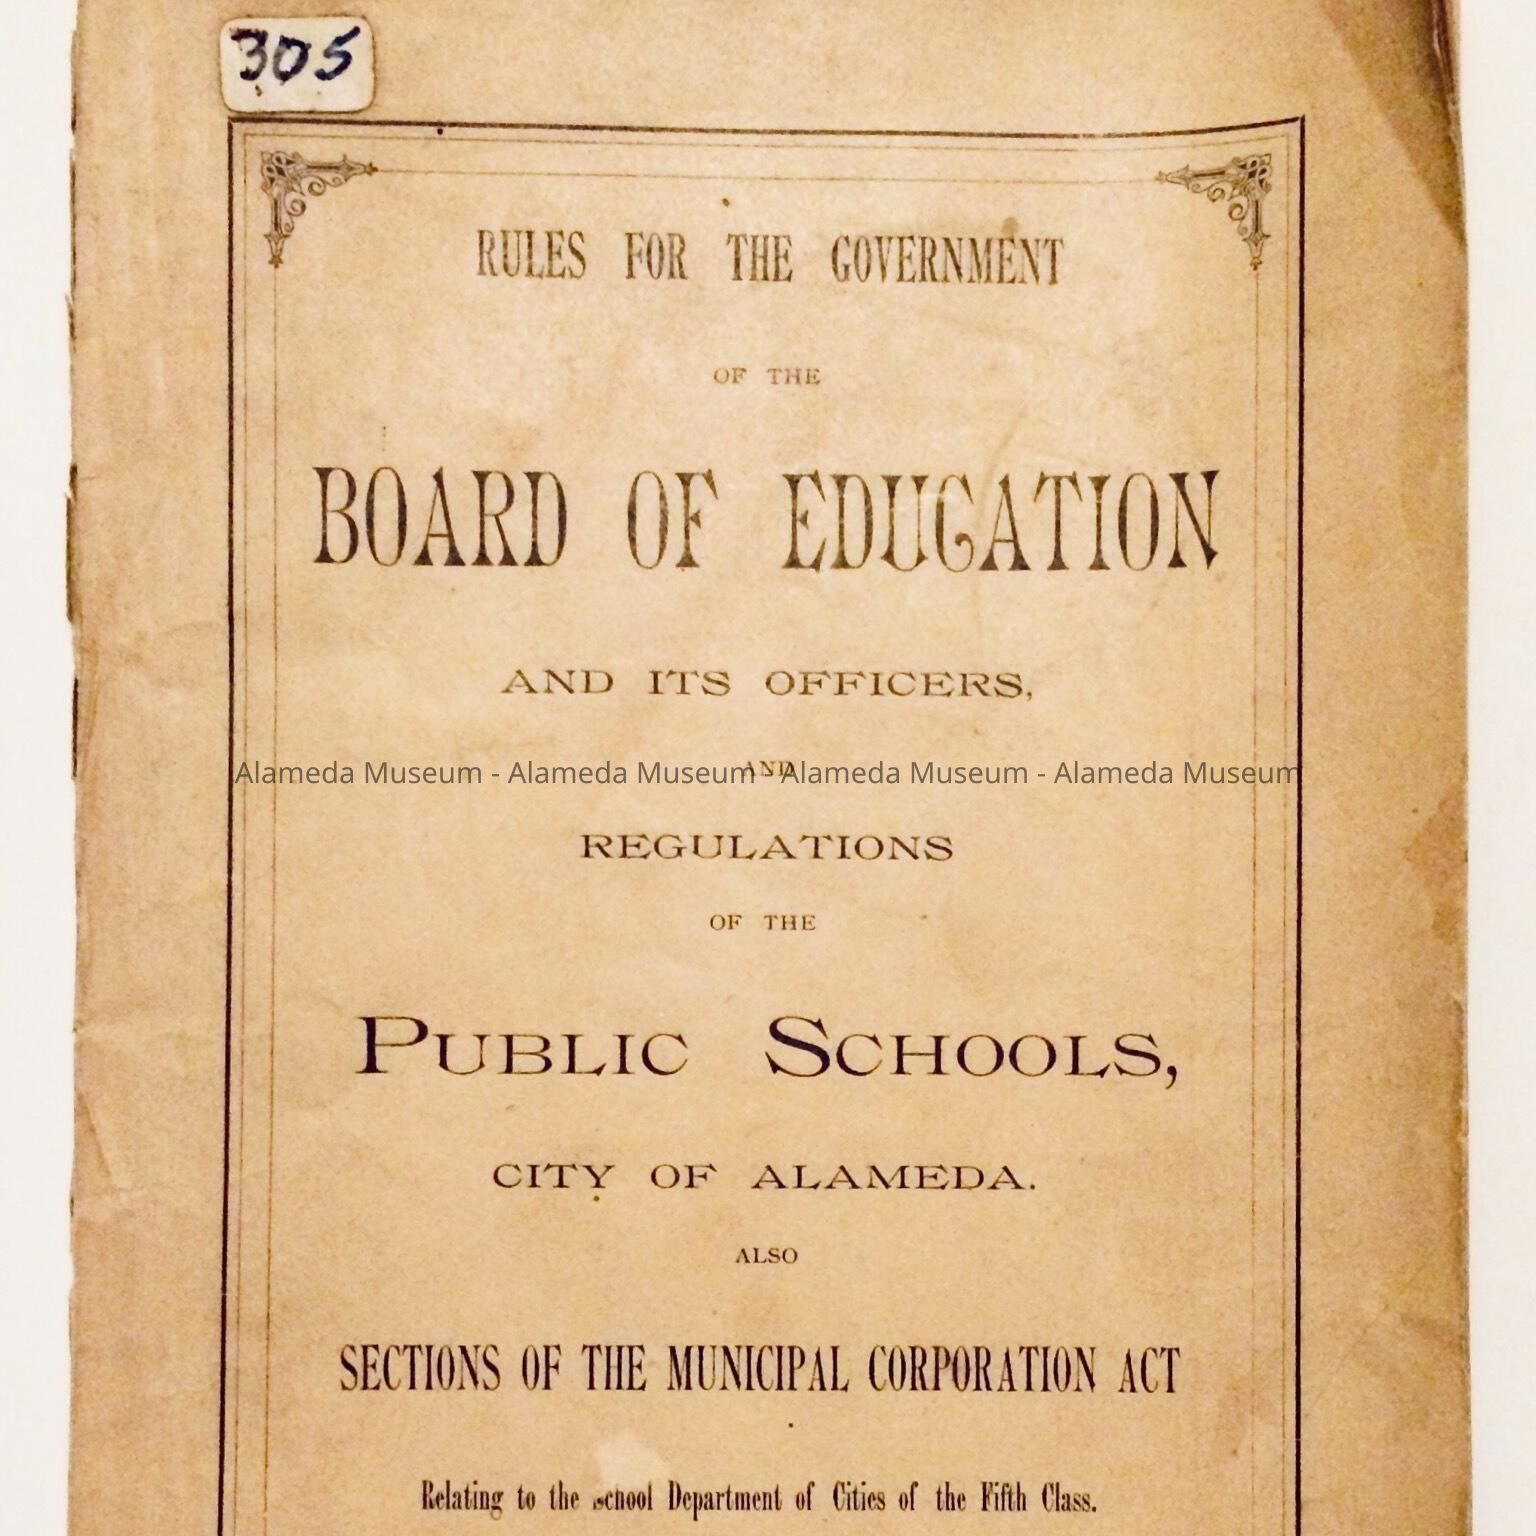 305
RULES FOR THE GOVERNMENT
OF THE
BOARD OF EDUCATION
AND ITS OFFICERS,
AND
Alameda Museum - Alameda Museum - Alameda Museum - Alameda Museum
REGULATIONS
OF THE
PUBLIC SCHOOLS,
CITY OF ALAMEDA.
ALSO
SECTIONS OF THE MUNICIPAL CORPORATION ACT
Relating to the School Department of Cities of the Fifth Class.